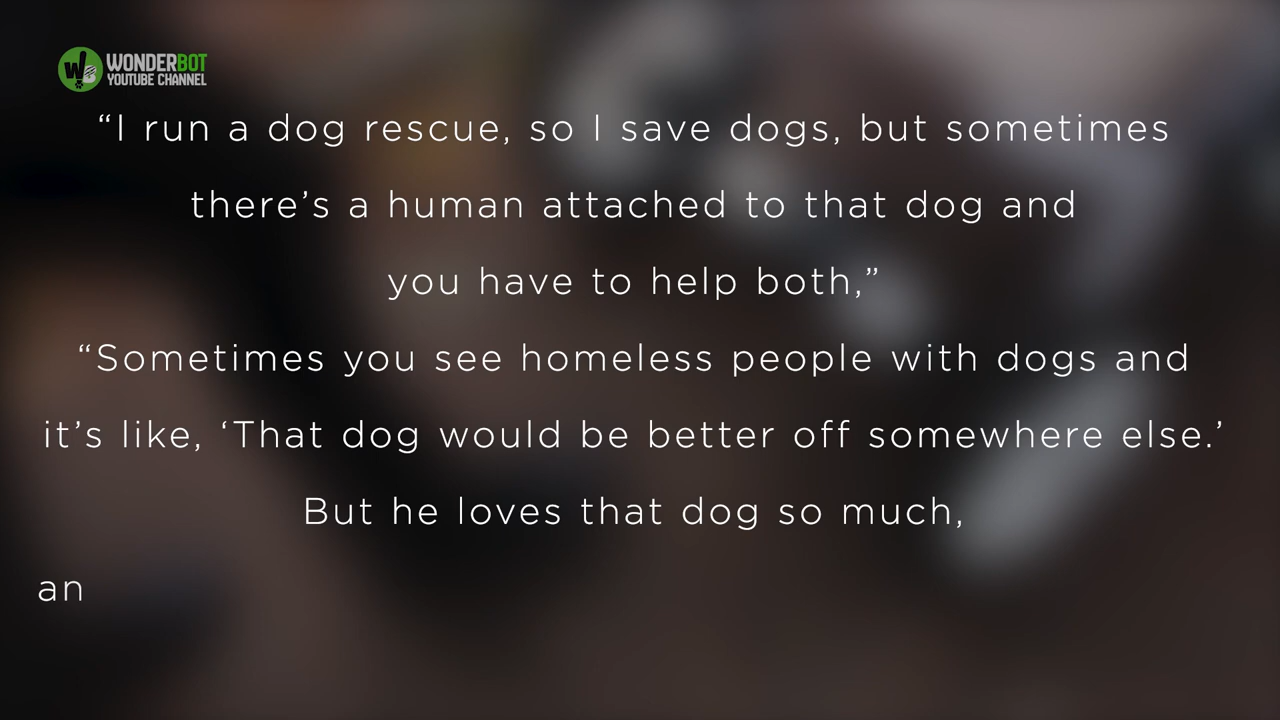 WONDERBOT
YOUTUBE CHANNEL
“I run a dog rescue, so I save dogs, but sometimes
there’s a human attached to that dog and
you have to help both,”
“Sometimes you see homeless people with dogs and
it’s like, ‘That dog would be better off somewhere else.’
But he loves that dog so much,
an